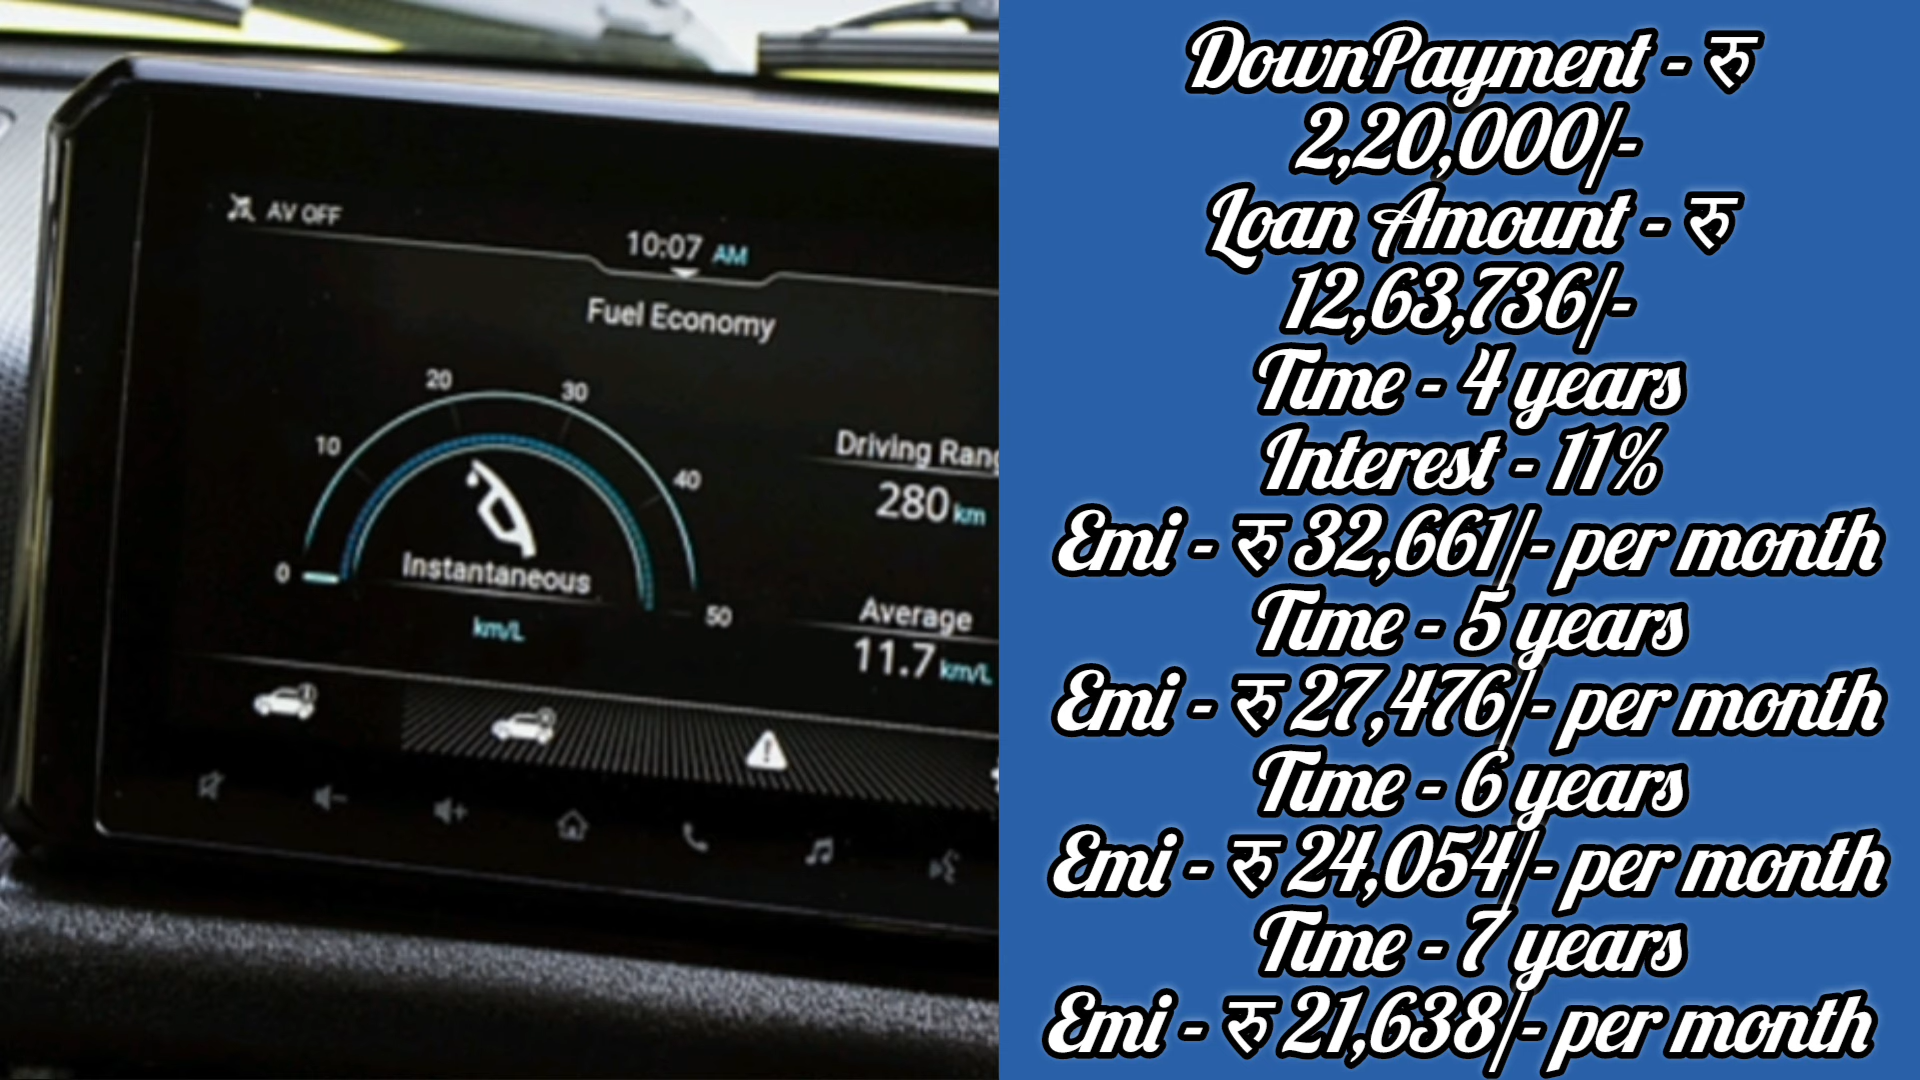 AV OFF
10:07 AM
Fuel Economy
20
30
10
40
0
50
Instantaneous
km/L
Driving Rang
280 km
Average
11.7 km/L
DownPayment - रु
2,20,000/-
Loan Amount - रु
12,63,736/-
Time - 4 years
Interest - 11%
Emi - रु 32,661/- per month
Time - 5 years
Emi - रु 27,476/- per month
Time - 6 years
Emi - रु 24,054/- per month
Time - 7 years
Emi - रु 21,638/- per month